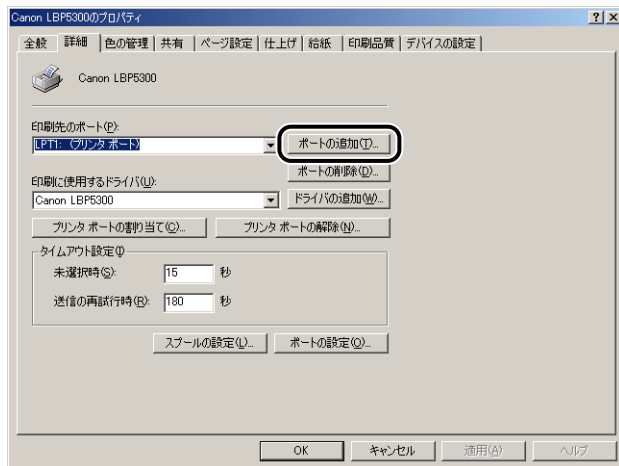 Canon LBP5300のプロパティ
全般 詳細 色の管理 共有 ページ設定 仕上げ 給紙 印刷品質 デバイスの設定
Canon LBP5300
印刷先のポート(P):
LPT1: (プリンタ ポート) ポートの追加(T)...
ポートの削除(D)...
印刷に使用するドライバ(U):
Canon LBP5300 ドライバの追加(W)...
プリンタ ポートの割り当て(C)... プリンタ ポートの解除(N)...
タイムアウト設定(I)
未選択時(S): 15 秒
送信の再試行時(R): 180 秒
スプールの設定(L)... ポートの設定(O)...
OK キャンセル 適用(A) ヘルプ